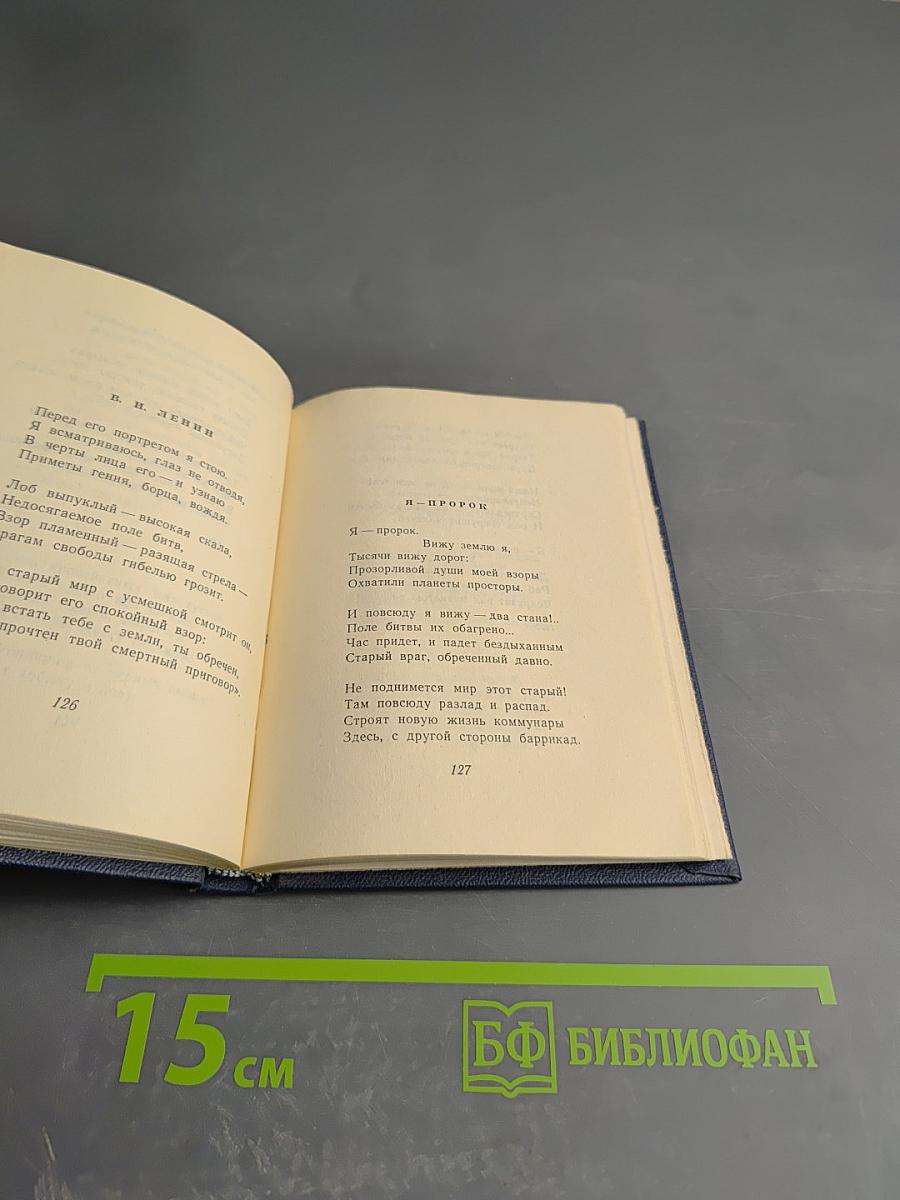 В. И. ЛЕНИН
Перед его портретом я стою.
Я всматриваюсь, глаз не отводя,
В черты лица его — и узнаю
Приметы гения, борца, вождя.
Лоб выпуклый — высокая скала,
Недосягаемое поле битв,
Взор пламенный — разящая стрела —
рагам свободы гибелью грозит.
старый мир с усмешкой смотрит он,
оворит его спокойный взор:
встать тебе с земли, ты обречен,
прочтен твой смертный приговор».
126
Я — ПРОРОК
Я — пророк.
Вижу землю я,
Тысячи вижу дорог:
Прозорливой души моей взоры
Охватили планеты просторы.
И повсюду я вижу — два стана!..
Поле битвы их обагрено...
Час придет, и падет бездыханным
Старый враг, обреченный давно.
Не поднимется мир этот старый!
Там повсюду разлад и распад.
Строят новую жизнь коммунары
Здесь, с другой стороны баррикад.
127
15 см
БФ БИБЛИОФАН